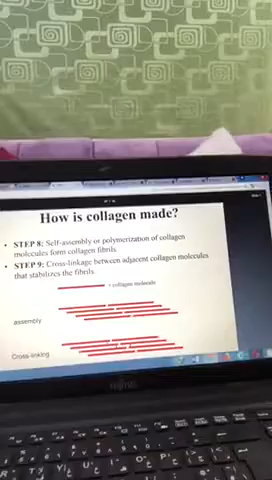 How is collagen made?
• STEP 8: Self-assembly or polymerization of collagen
molecules form collagen fibrils.
• STEP 9: Cross-linkage between adjacent collagen molecules
that stabilizes the fibrils.
= collagen molecule
assembly
Cross-linking
FUJITSU